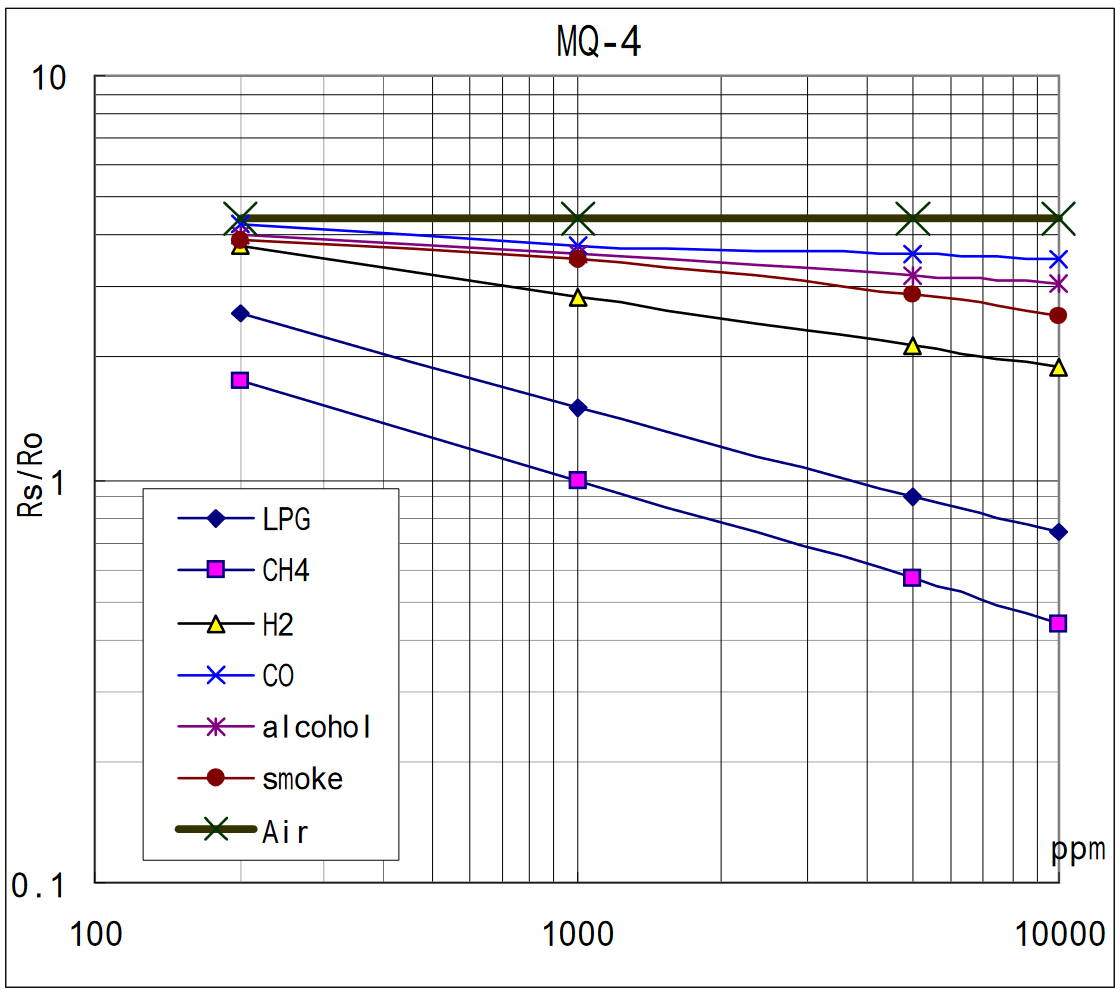 MQ-4
10
1
0.1
Rs/Ro
LPG
CH4
H2
CO
alcohol
smoke
Air
ppm
100
1000
10000